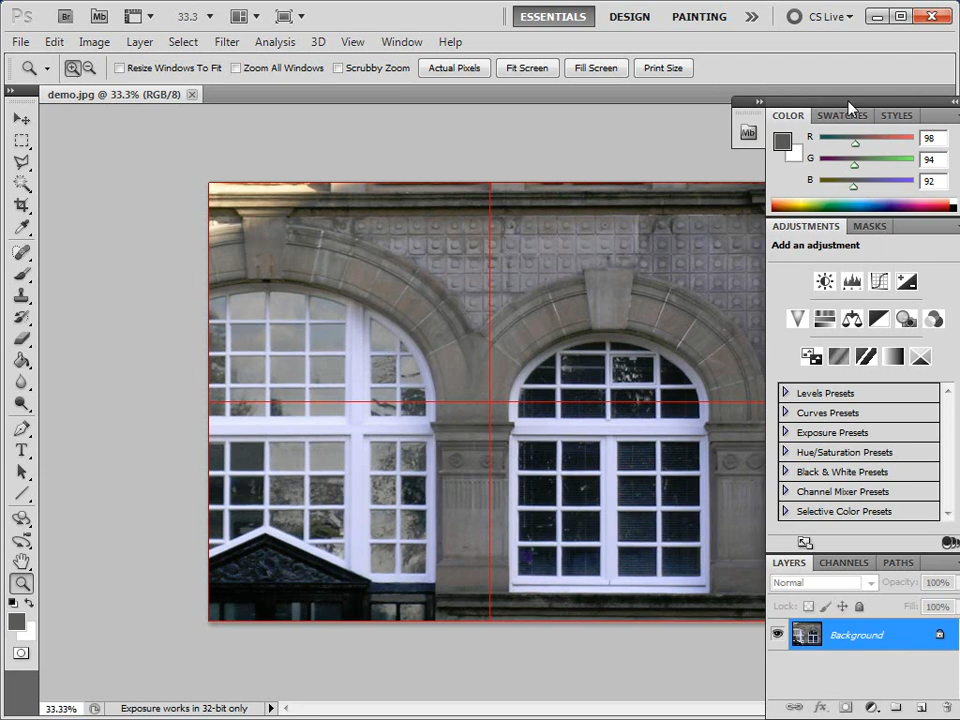 Ps Br Mb 33.3 ESSENTIALS DESIGN PAINTING CS Live
File Edit Image Layer Select Filter Analysis 3D View Window Help
Resize Windows To Fit Zoom All Windows Scrubby Zoom Actual Pixels Fit Screen Fill Screen Print Size
demo.jpg @ 33.3% (RGB/8)
COLOR SWATCHES STYLES
Mb
R 98
G 94
B 92
ADJUSTMENTS MASKS
Add an adjustment
Levels Presets
Curves Presets
Exposure Presets
Hue/Saturation Presets
Black & White Presets
Channel Mixer Presets
Selective Color Presets
LAYERS CHANNELS PATHS
Normal Opacity: 100%
Lock: Fill: 100%
Background
33.33% Exposure works in 32-bit only